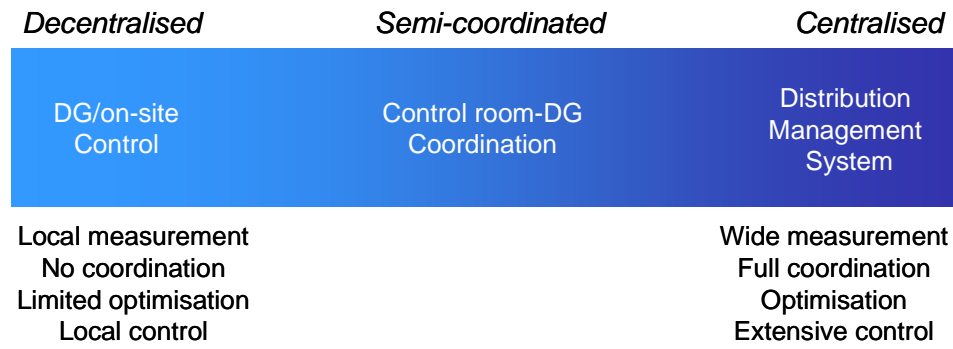 Decentralised
Semi-coordinated
Centralised
DG/on-site
Control
Control room-DG
Coordination
Distribution
Management
System
Local measurement
No coordination
Limited optimisation
Local control
Wide measurement
Full coordination
Optimisation
Extensive control